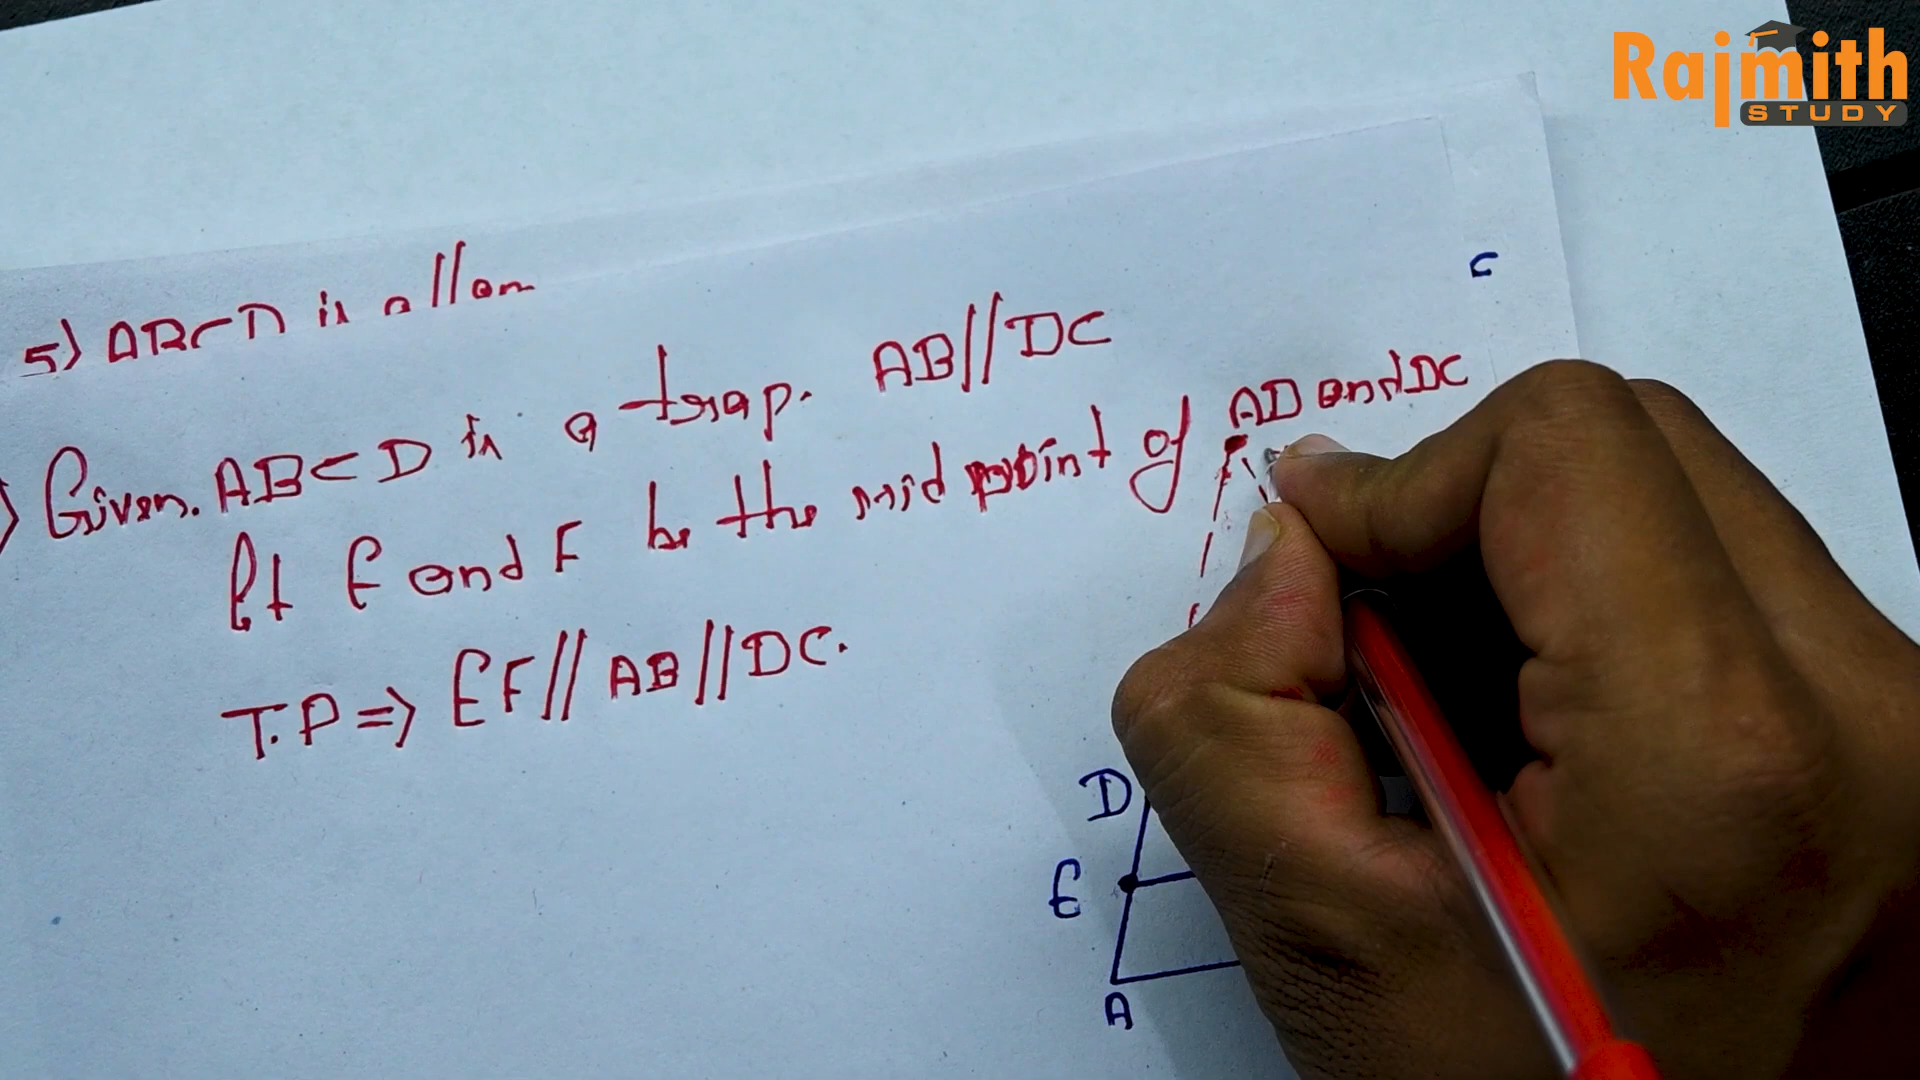 Rajmith
STUDY
C
5) ABCD is a llgm
Given. ABCD is a trap. AB//DC
let E and F be the mid point of AD and DC
T.P => EF// AB//DC.
D
E
A